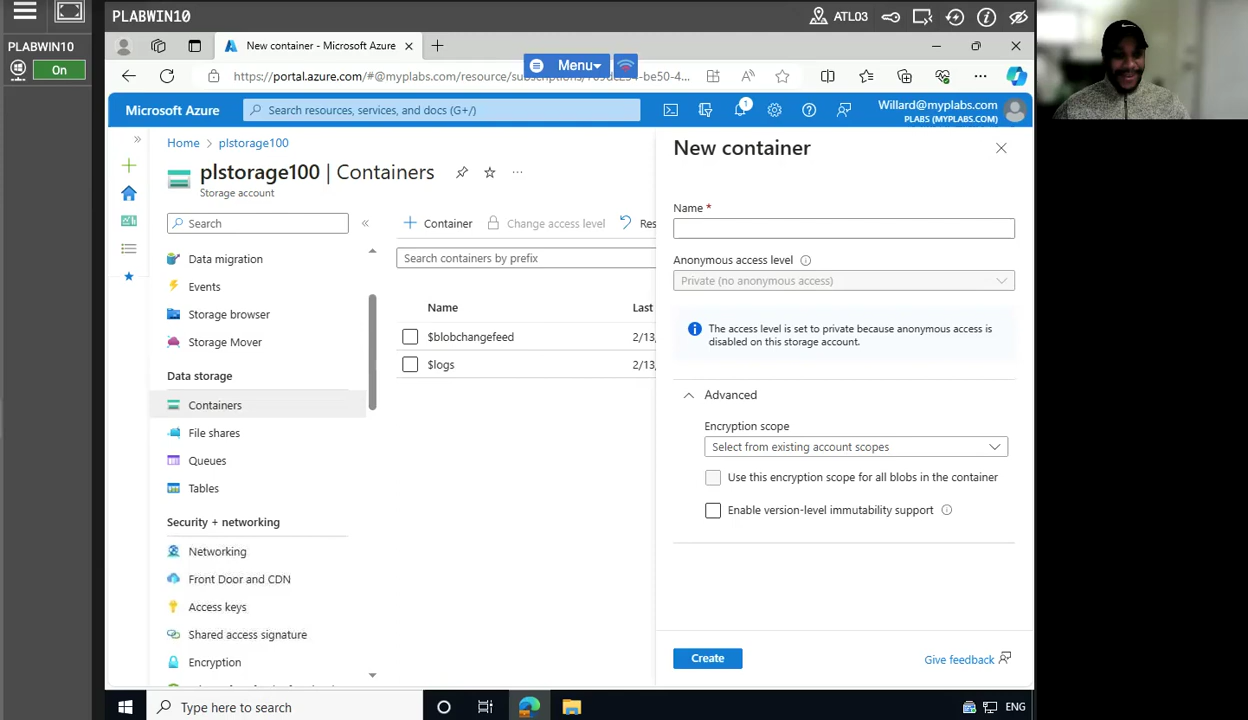 PLABWIN10
ATL03
PLABWIN10
On
New container - Microsoft Azure
Menu
https://portal.azure.com/#@myplabs.com/resource/subscriptions/
be50-4...
Microsoft Azure
Search resources, services, and docs (G+/)
1
Willard@myplabs.com
PLABS (MYPLABS.COM)
Home > plstorage100
plstorage100 | Containers
Storage account
Search
Data migration
Events
Storage browser
Storage Mover
Data storage
Containers
File shares
Queues
Tables
Security + networking
Networking
Front Door and CDN
Access keys
Shared access signature
Encryption
Container
Change access level
Res
Search containers by prefix
Name
Last
$blobchangefeed
2/13,
$logs
2/13,
New container
Name *
Anonymous access level
Private (no anonymous access)
The access level is set to private because anonymous access is
disabled on this storage account.
Advanced
Encryption scope
Select from existing account scopes
Use this encryption scope for all blobs in the container
Enable version-level immutability support
Create
Give feedback
Type here to search
ENG